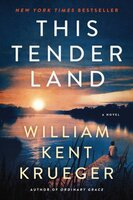 NEW YORK TIMES BESTSELLER
THIS
TENDER
LAND
A NOVEL
WILLIAM
KENT
KRUEGER
AUTHOR OF ORDINARY GRACE